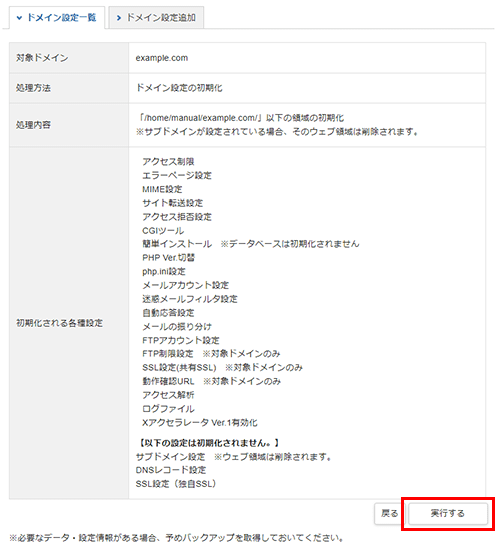 ドメイン設定一覧
ドメイン設定追加
対象ドメイン
example.com
処理方法
ドメイン設定の初期化
処理内容
「/home/manual/example.com/」以下の領域の初期化
※サブドメインが設定されている場合、そのウェブ領域は削除されます。
初期化される各種設定
アクセス制限
エラーページ設定
MIME設定
サイト転送設定
アクセス拒否設定
CGIツール
簡単インストール　※データベースは初期化されません
PHP Ver.切替
php.ini設定
メールアカウント設定
迷惑メールフィルタ設定
自動応答設定
メールの振り分け
FTPアカウント設定
FTP制限設定　※対象ドメインのみ
SSL設定(共有SSL)　※対象ドメインのみ
動作確認URL　※対象ドメインのみ
アクセス解析
ログファイル
Xアクセラレータ Ver.1有効化
【以下の設定は初期化されません。】
サブドメイン設定　※ウェブ領域は削除されます。
DNSレコード設定
SSL設定（独自SSL）
戻る
実行する
※必要なデータ・設定情報がある場合、予めバックアップを取得しておいてください。